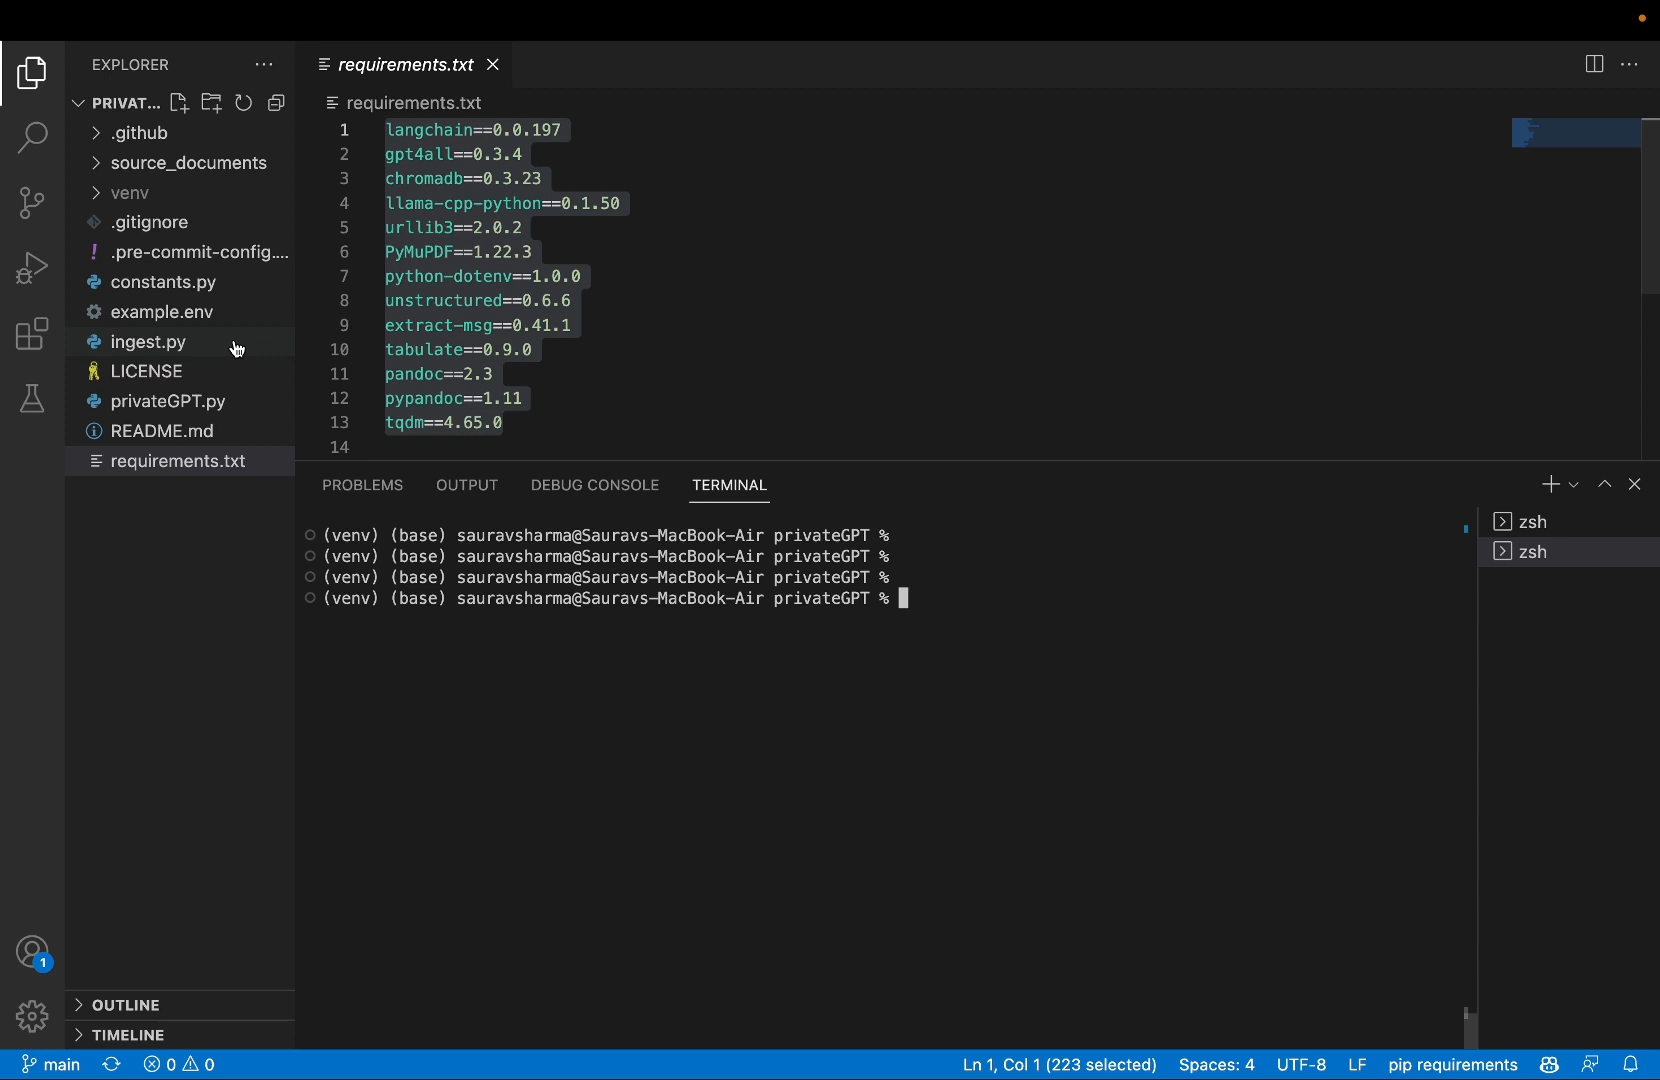 EXPLORER
PRIVAT...
.github
source_documents
venv
.gitignore
.pre-commit-config....
constants.py
example.env
ingest.py
LICENSE
privateGPT.py
README.md
requirements.txt
OUTLINE
TIMELINE
requirements.txt
requirements.txt
1 langchain==0.0.197
2 gpt4all==0.3.4
3 chromadb==0.3.23
4 llama-cpp-python==0.1.50
5 urllib3==2.0.2
6 PyMuPDF==1.22.3
7 python-dotenv==1.0.0
8 unstructured==0.6.6
9 extract-msg==0.41.1
10 tabulate==0.9.0
11 pandoc==2.3
12 pypandoc==1.11
13 tqdm==4.65.0
14
PROBLEMS OUTPUT DEBUG CONSOLE TERMINAL
(venv) (base) sauravsharma@Sauravs-MacBook-Air privateGPT %
(venv) (base) sauravsharma@Sauravs-MacBook-Air privateGPT %
(venv) (base) sauravsharma@Sauravs-MacBook-Air privateGPT %
(venv) (base) sauravsharma@Sauravs-MacBook-Air privateGPT %
zsh
zsh
1
main 0 0 Ln 1, Col 1 (223 selected) Spaces: 4 UTF-8 LF pip requirements